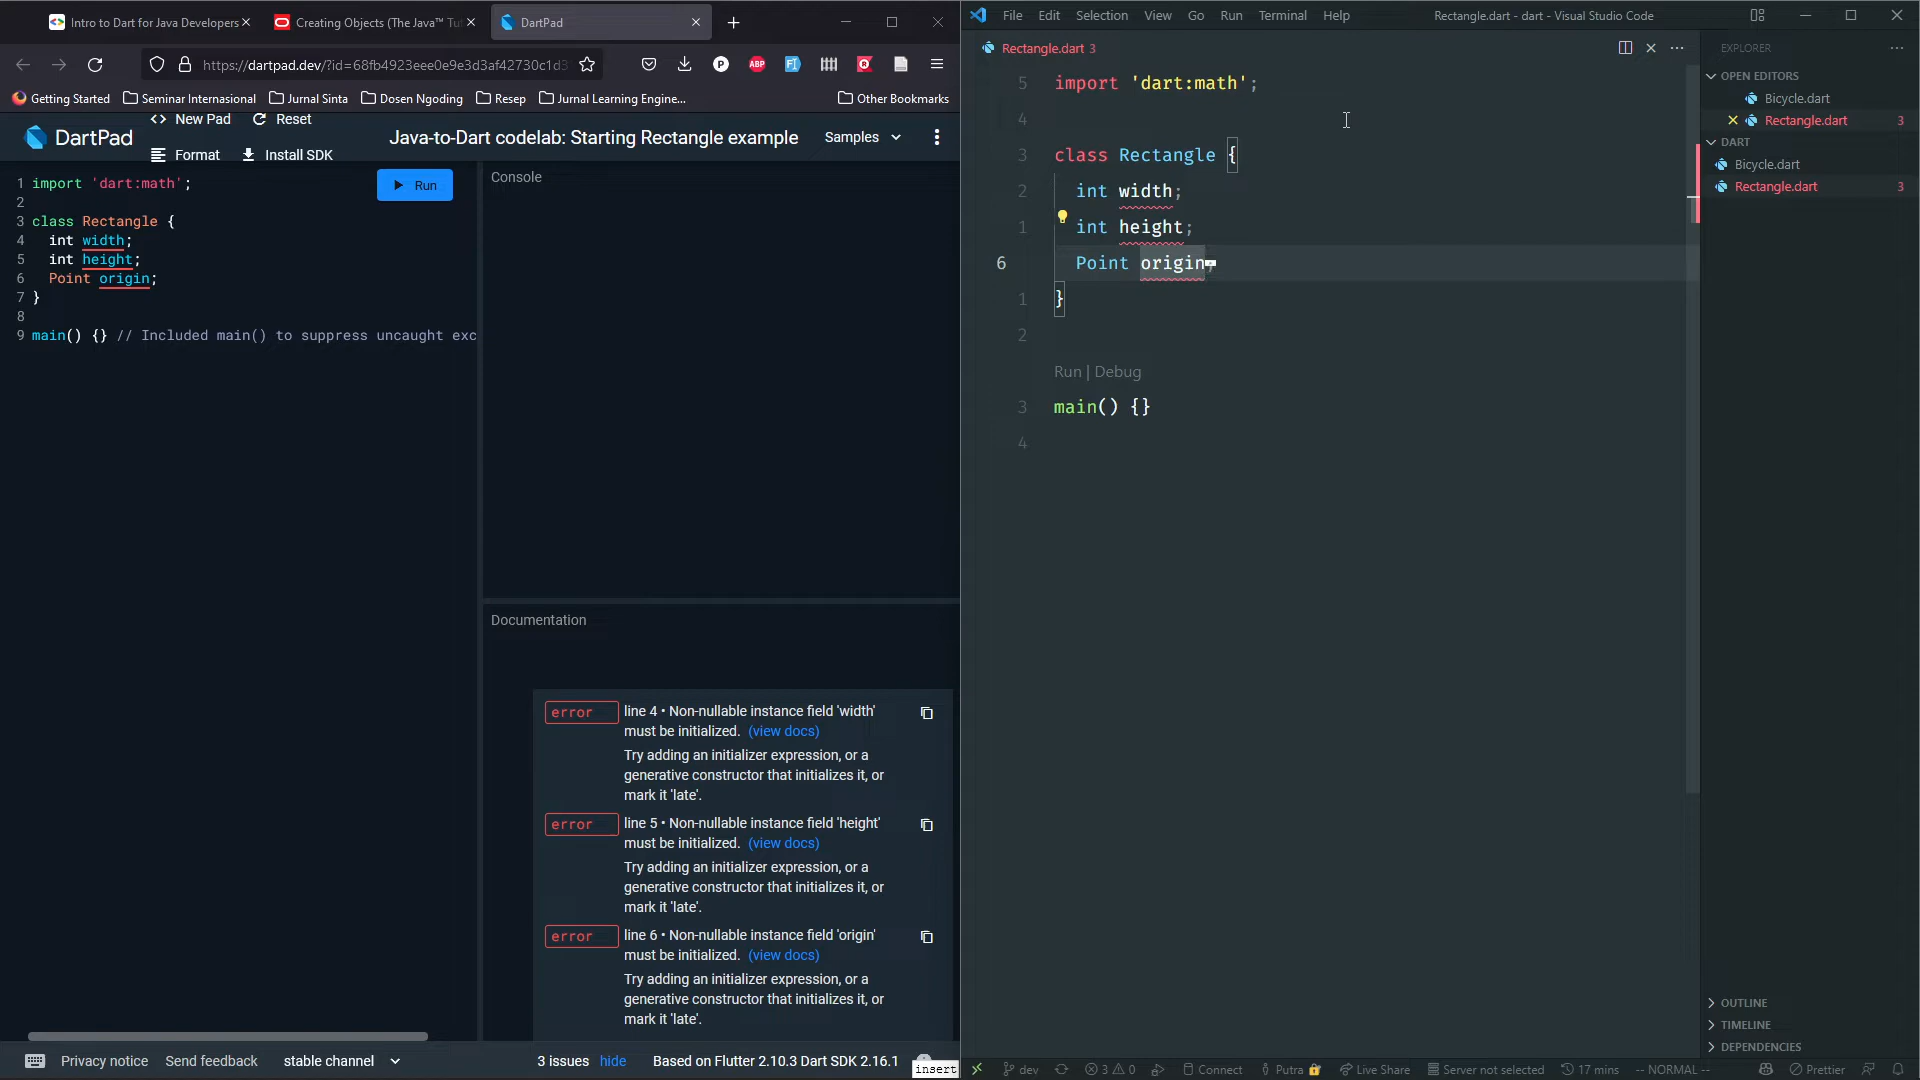 Intro to Dart for Java Developers
Creating Objects (The Java™ Tut
DartPad
https://dartpad.dev/?id=68fb4923eee0e9e3d3af42730c1d3
Getting Started
Seminar Internasional
Jurnal Sinta
Dosen Ngoding
Resep
Jurnal Learning Engine...
Other Bookmarks
DartPad
New Pad
Reset
Format
Install SDK
Java-to-Dart codelab: Starting Rectangle example
Samples
Run
1 import 'dart:math';
2
3 class Rectangle {
4 int width;
5 int height;
6 Point origin;
7 }
8
9 main() {} // Included main() to suppress uncaught exc
Console
Documentation
error line 4 • Non-nullable instance field 'width'
must be initialized. (view docs)
Try adding an initializer expression, or a
generative constructor that initializes it, or
mark it 'late'.
error line 5 • Non-nullable instance field 'height'
must be initialized. (view docs)
Try adding an initializer expression, or a
generative constructor that initializes it, or
mark it 'late'.
error line 6 • Non-nullable instance field 'origin'
must be initialized. (view docs)
Try adding an initializer expression, or a
generative constructor that initializes it, or
mark it 'late'.
Privacy notice
Send feedback
stable channel
3 issues hide
Based on Flutter 2.10.3 Dart SDK 2.16.1
insert
File Edit Selection View Go Run Terminal Help
Rectangle.dart - dart - Visual Studio Code
Rectangle.dart 3
5 import 'dart:math';
4
3 class Rectangle {
2 int width;
1 int height;
6 Point origin;
1 }
2
Run | Debug
3 main() {}
4
EXPLORER
OPEN EDITORS
Bicycle.dart
Rectangle.dart 3
DART
Bicycle.dart
Rectangle.dart 3
OUTLINE
TIMELINE
DEPENDENCIES
dev
3 0
Connect
Putra
Live Share
Server not selected
17 mins
-- NORMAL --
Prettier